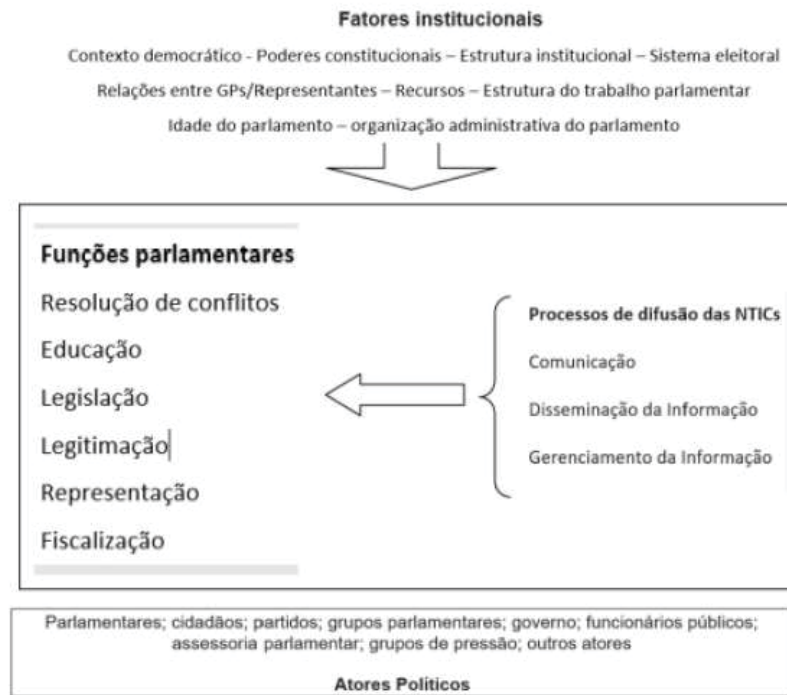 Fatores institucionais
Contexto democrático - Poderes constitucionais – Estrutura institucional – Sistema eleitoral
Relações entre GPs/Representantes – Recursos – Estrutura do trabalho parlamentar
Idade do parlamento – organização administrativa do parlamento
Funções parlamentares
Resolução de conflitos
Educação
Legislação
Legitimação
Representação
Fiscalização
Processos de difusão das NTICs
Comunicação
Disseminação da Informação
Gerenciamento da Informação
Parlamentares; cidadãos; partidos; grupos parlamentares; governo; funcionários públicos;
assessoria parlamentar; grupos de pressão; outros atores
Atores Políticos